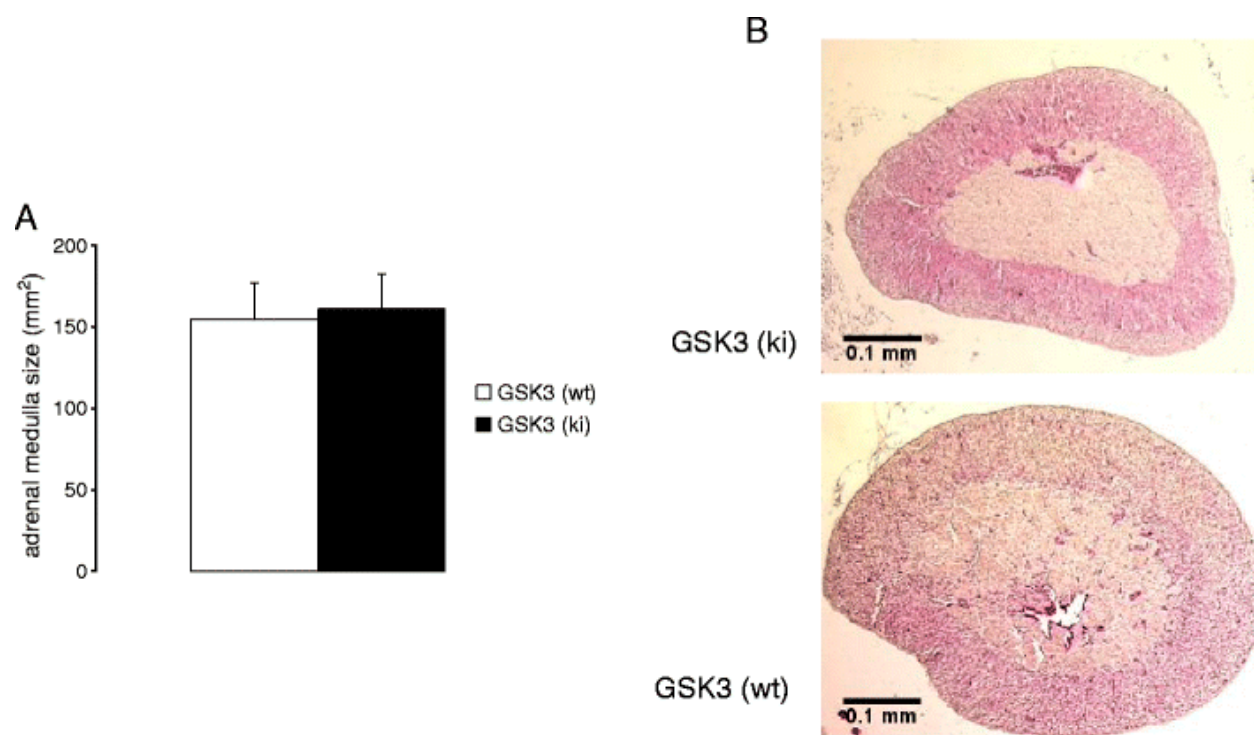 B
A
200
150
100
50
0
adrenal medulla size (mm²)
GSK3 (wt)
GSK3 (ki)
GSK3 (ki)
0.1 mm
GSK3 (wt)
0.1 mm